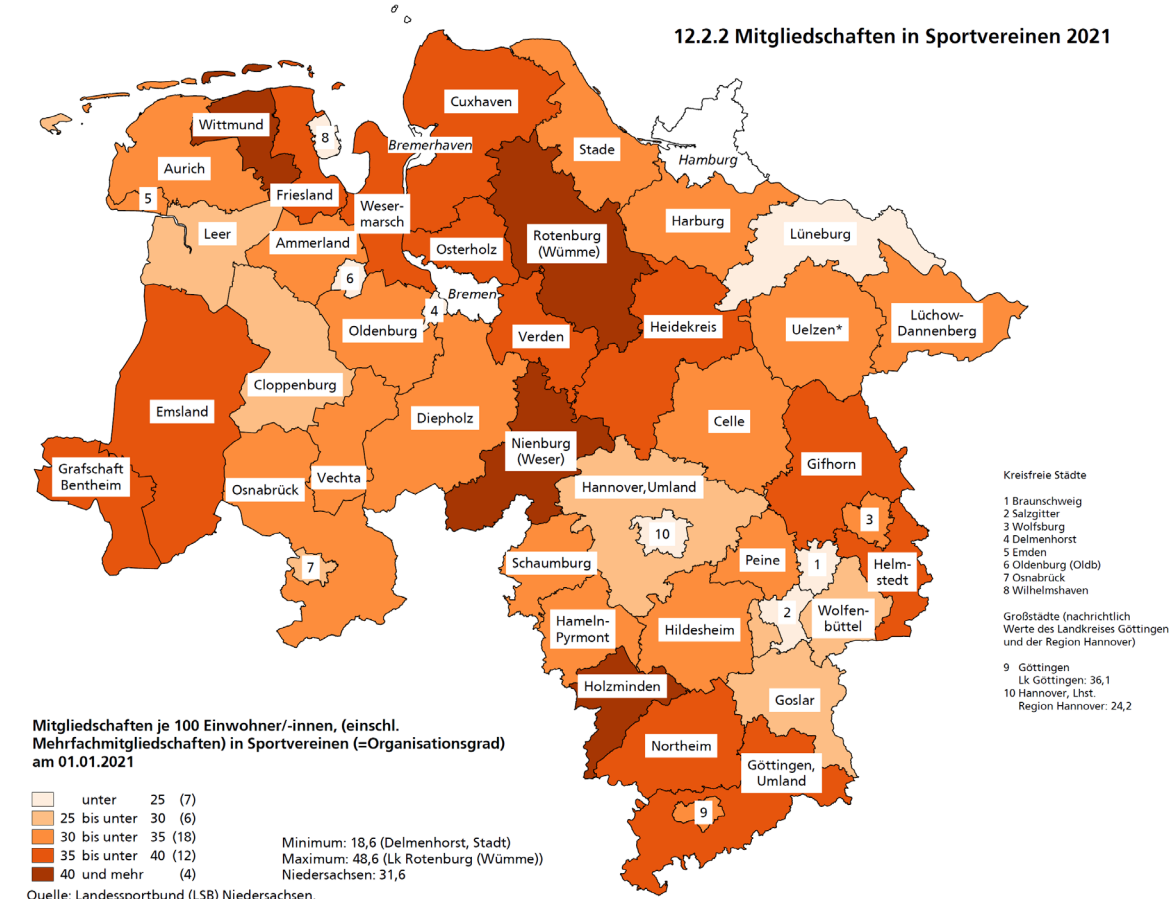 12.2.2 Mitgliedschaften in Sportvereinen 2021
Cuxhaven
Wittmund
8
Bremerhaven
Stade
Hamburg
Aurich
5
Friesland
Weser-
marsch
Harburg
Lüneburg
Leer
Ammerland
Osterholz
Rotenburg
(Wümme)
6
Bremen
4
Oldenburg
Verden
Heidekreis
Uelzen*
Lüchow-
Dannenberg
Cloppenburg
Emsland
Diepholz
Celle
Nienburg
(Weser)
Gifhorn
Grafschaft
Bentheim
Osnabrück
Vechta
Hannover,Umland
10
3
7
Schaumburg
Peine
1
Helm-
stedt
2
Wolfen-
büttel
Hameln-
Pyrmont
Hildesheim
Holzminden
Goslar
Northeim
Göttingen,
Umland
9
Kreisfreie Städte
1 Braunschweig
2 Salzgitter
3 Wolfsburg
4 Delmenhorst
5 Emden
6 Oldenburg (Oldb)
7 Osnabrück
8 Wilhelmshaven
Großstädte (nachrichtlich
Werte des Landkreises Göttingen
und der Region Hannover)
9 Göttingen
Lk Göttingen: 36,1
10 Hannover, Lhst.
Region Hannover: 24,2
Mitgliedschaften je 100 Einwohner/-innen, (einschl.
Mehrfachmitgliedschaften) in Sportvereinen (=Organisationsgrad)
am 01.01.2021
unter 25 (7)
25 bis unter 30 (6)
30 bis unter 35 (18)
35 bis unter 40 (12)
40 und mehr (4)
Minimum: 18,6 (Delmenhorst, Stadt)
Maximum: 48,6 (Lk Rotenburg (Wümme))
Niedersachsen: 31,6
Quelle: Landessportbund (LSB) Niedersachsen.